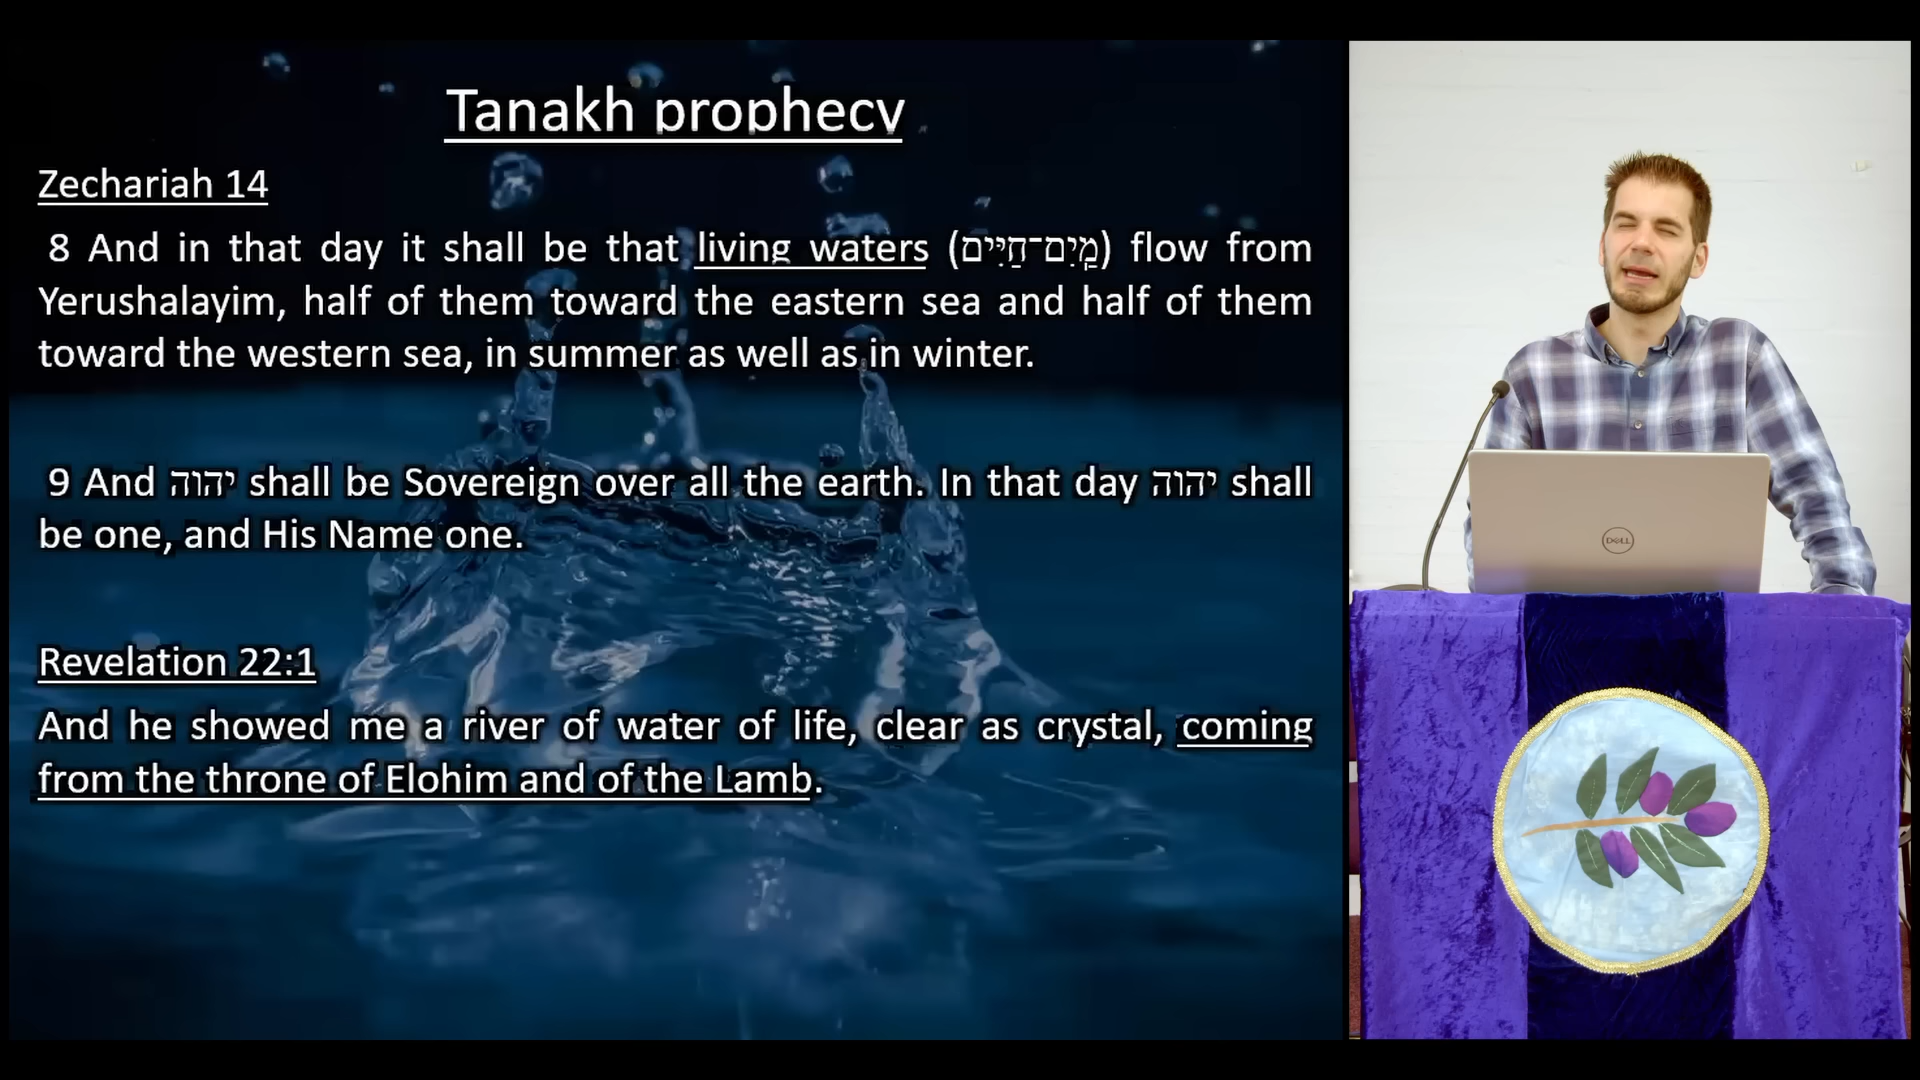 Tanakh prophecy
Zechariah 14
8 And in that day it shall be that living waters (מַֽיִם־חַיִּים) flow from
Yerushalayim, half of them toward the eastern sea and half of them
toward the western sea, in summer as well as in winter.
9 And יהוה shall be Sovereign over all the earth. In that day יהוה shall
be one, and His Name one.
Revelation 22:1
And he showed me a river of water of life, clear as crystal, coming
from the throne of Elohim and of the Lamb.
DELL